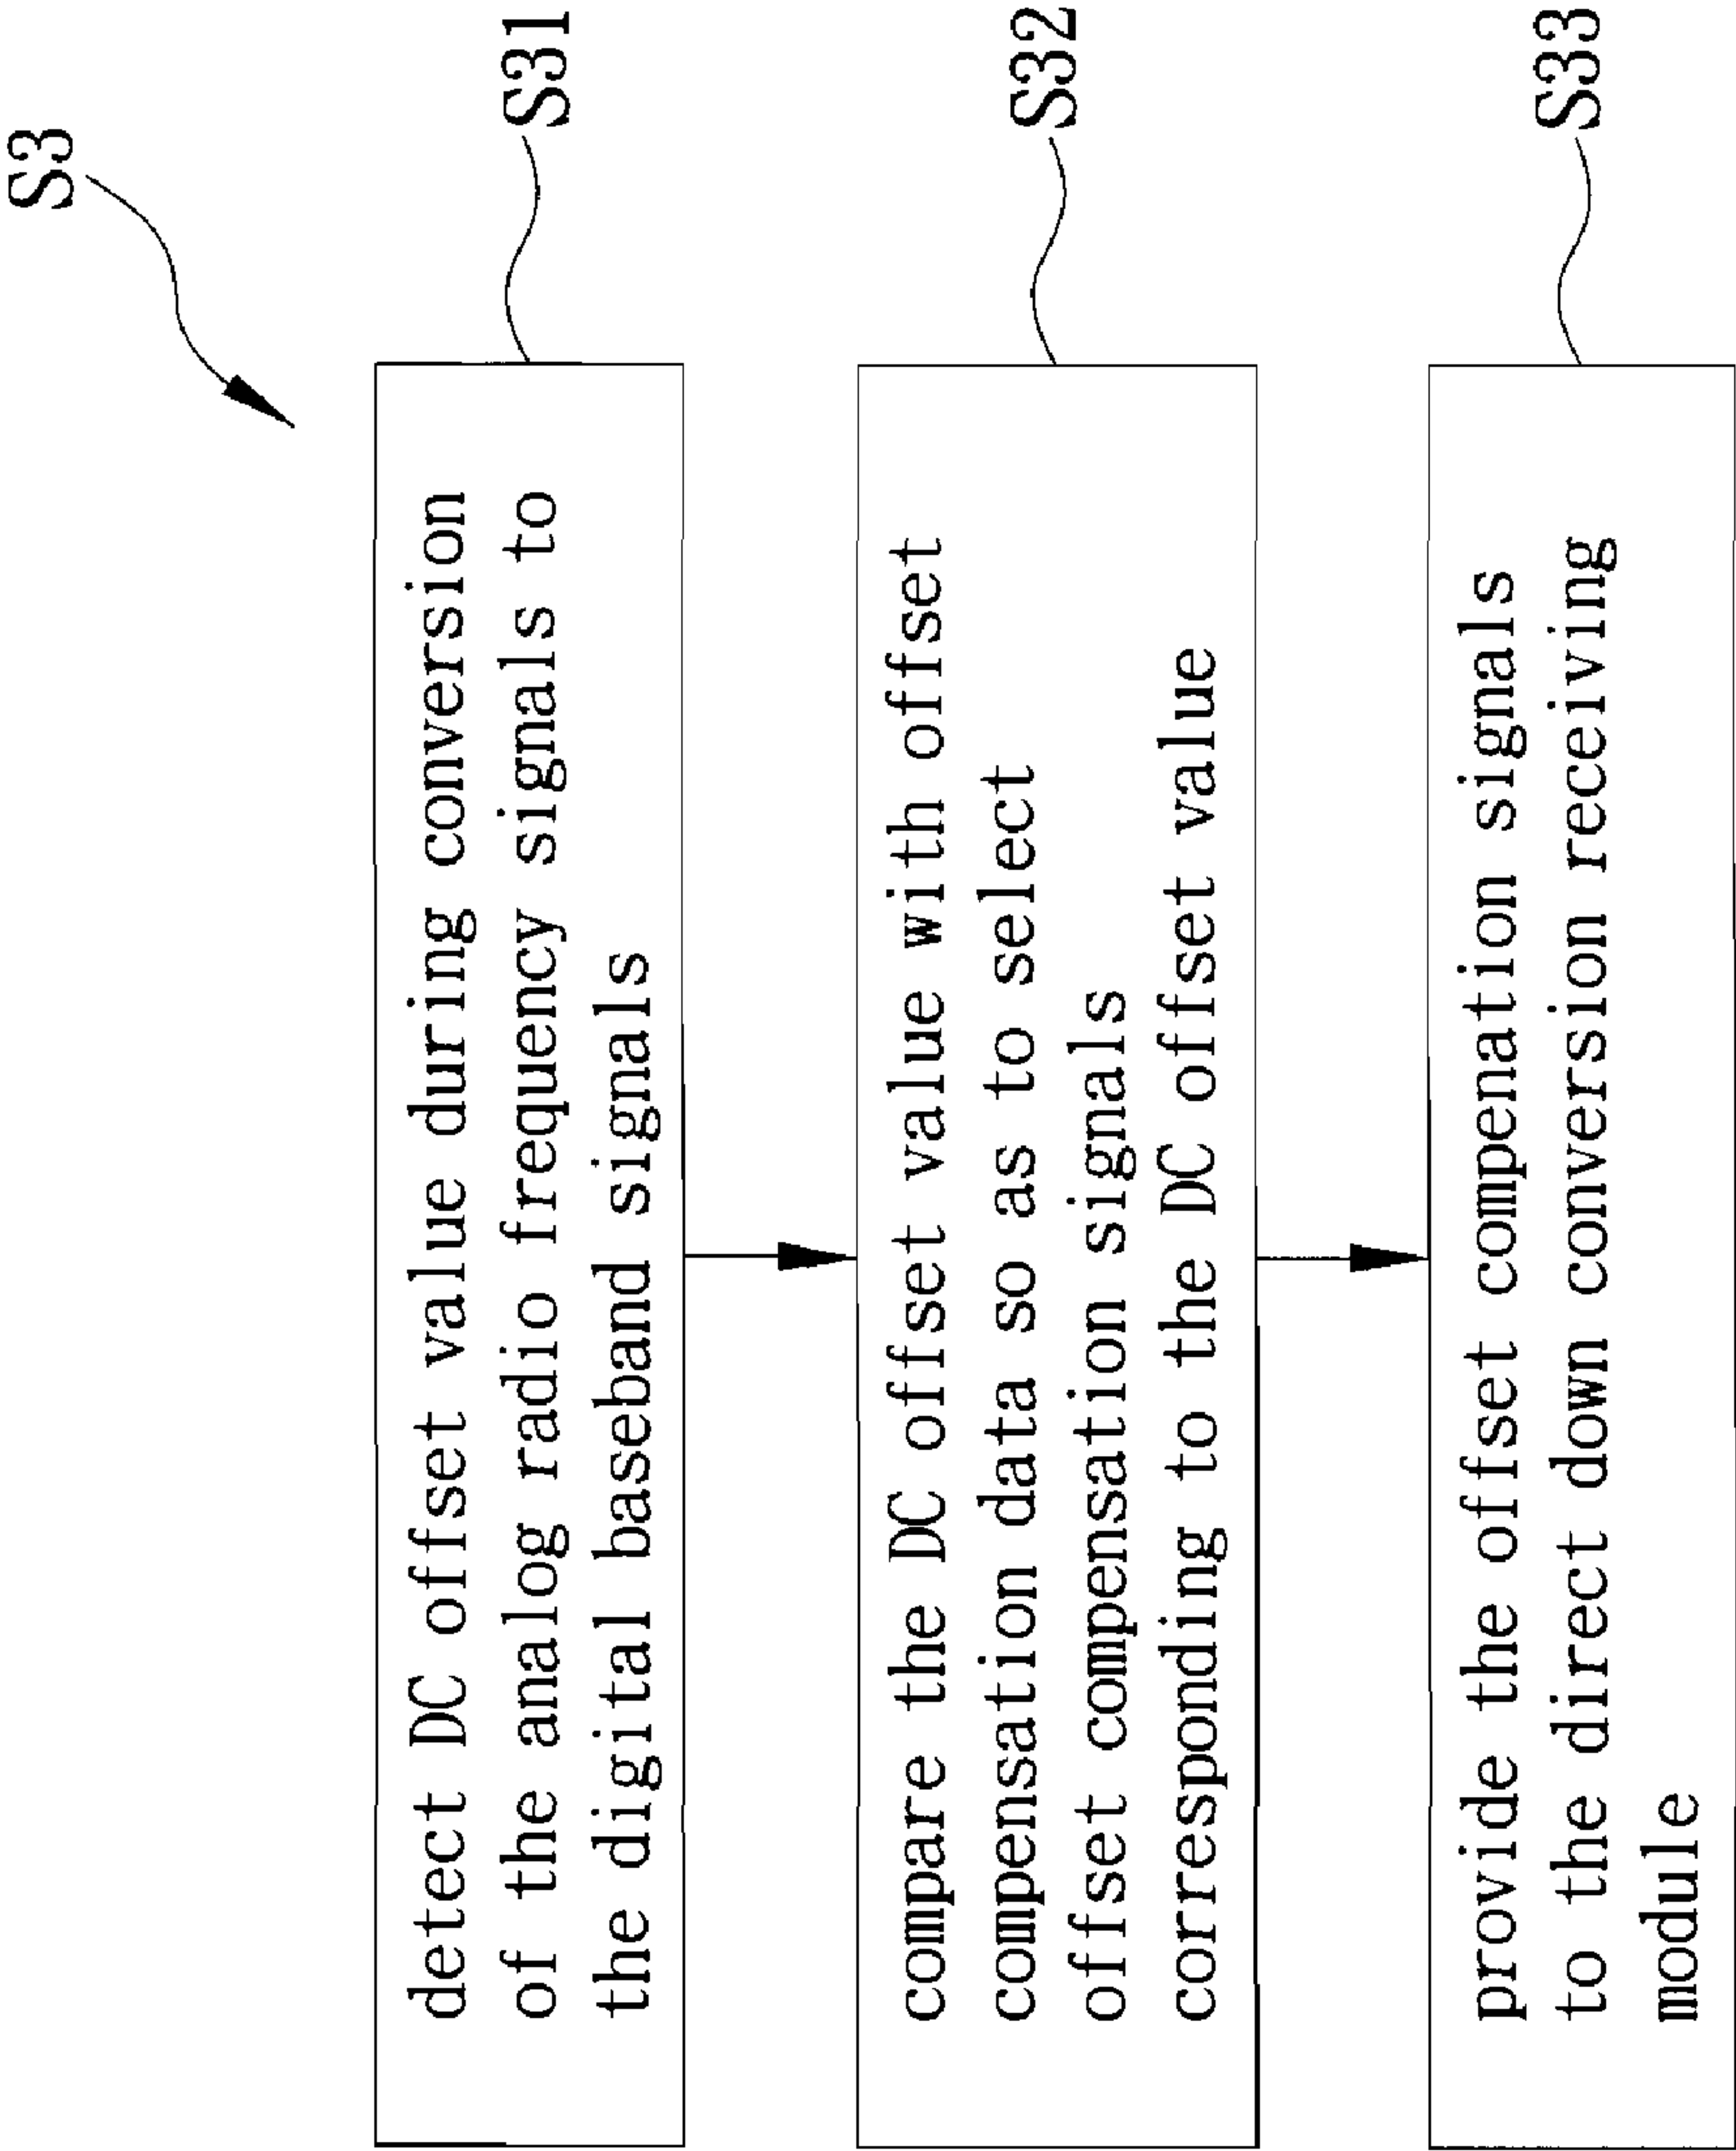 S3
detect DC offset value during conversion
of the analog radio frequency signals to
the digital baseband signals
S31
compare the DC offset value with offset
compensation data so as to select
offset compensation signals
corresponding to the DC offset value
S32
provide the offset compenation signals
to the direct down conversion receiving
module
S33